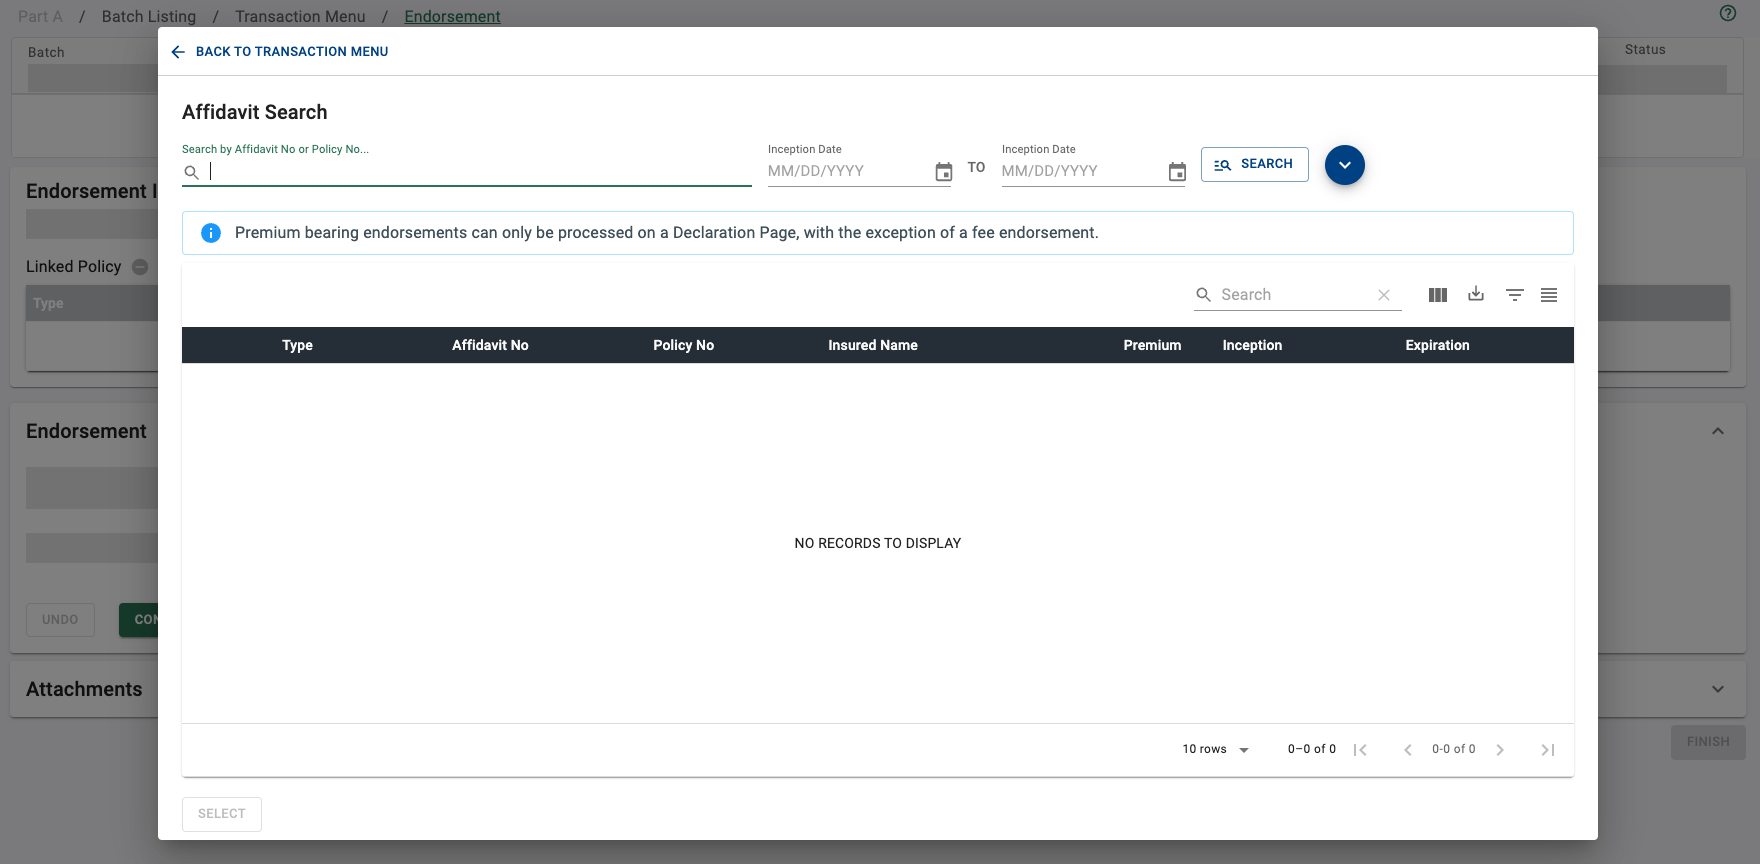 Part A / Batch Listing / Transaction Menu / Endorsement
Batch
Status
BACK TO TRANSACTION MENU
Affidavit Search
Search by Affidavit No or Policy No...
Inception Date
MM/DD/YYYY
TO
Inception Date
MM/DD/YYYY
SEARCH
Premium bearing endorsements can only be processed on a Declaration Page, with the exception of a fee endorsement.
Search
Type Affidavit No Policy No Insured Name Premium Inception Expiration
NO RECORDS TO DISPLAY
10 rows 0–0 of 0 0-0 of 0
SELECT
Endorsement
Linked Policy
Type
Endorsement
UNDO
Attachments
FINISH